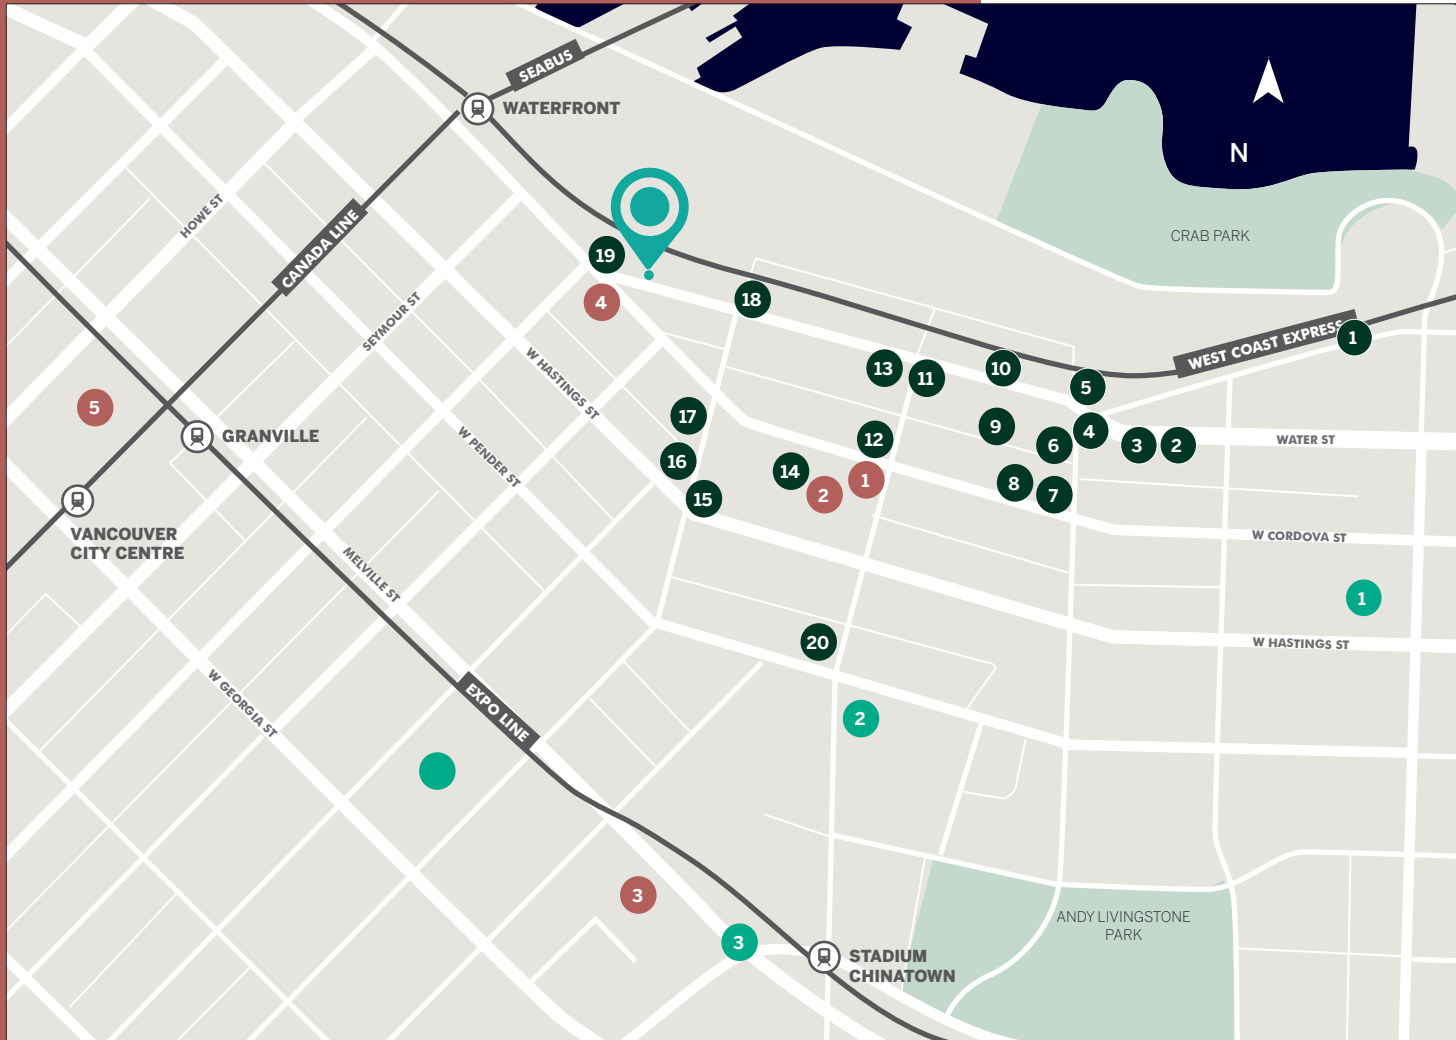 SEABUS
WATERFRONT
N
HOWE ST
CANADA LINE
CRAB PARK
19
4
18
SEYMOUR ST
WEST COAST EXPRESS
1
W HASTINGS ST
13
11
10
5
5
GRANVILLE
17
16
15
W PENDER ST
12
14
2
1
9
6
4
3
2
8
7
WATER ST
VANCOUVER
CITY CENTRE
W CORDOVA ST
MELVILLE ST
1
W HASTINGS ST
20
W GEORGIA ST
EXPO LINE
2
3
3
STADIUM
CHINATOWN
ANDY LIVINGSTONE
PARK